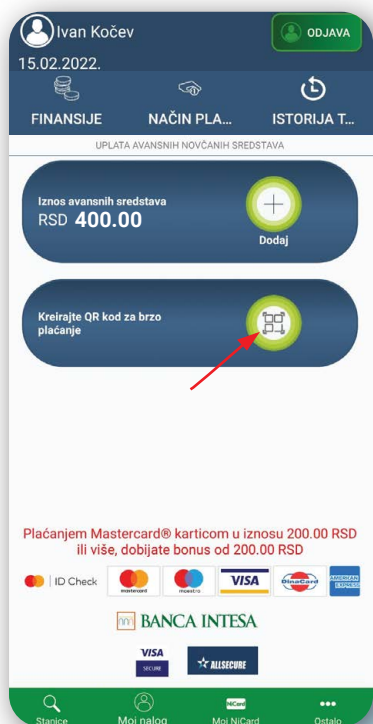 Ivan Kočev
ODJAVA
15.02.2022.
FINANSIJE
NAČIN PLA...
ISTORIJA T...
UPLATA AVANSNIH NOVČANIH SREDSTAVA
Iznos avansnih sredstava
RSD 400.00
Dodaj
Kreirajte QR kod za brzo
plaćanje
Plaćanjem Mastercard® karticom u iznosu 200.00 RSD
ili više, dobijate bonus od 200.00 RSD
ID Check
mastercard
maestro
VISA
DinaCard
AMERICAN
EXPRESS
BANCA INTESA
VISA
SECURE
ALLSECURE
NiCard
Stanice
Moj nalog
Moj NiCard
Ostalo